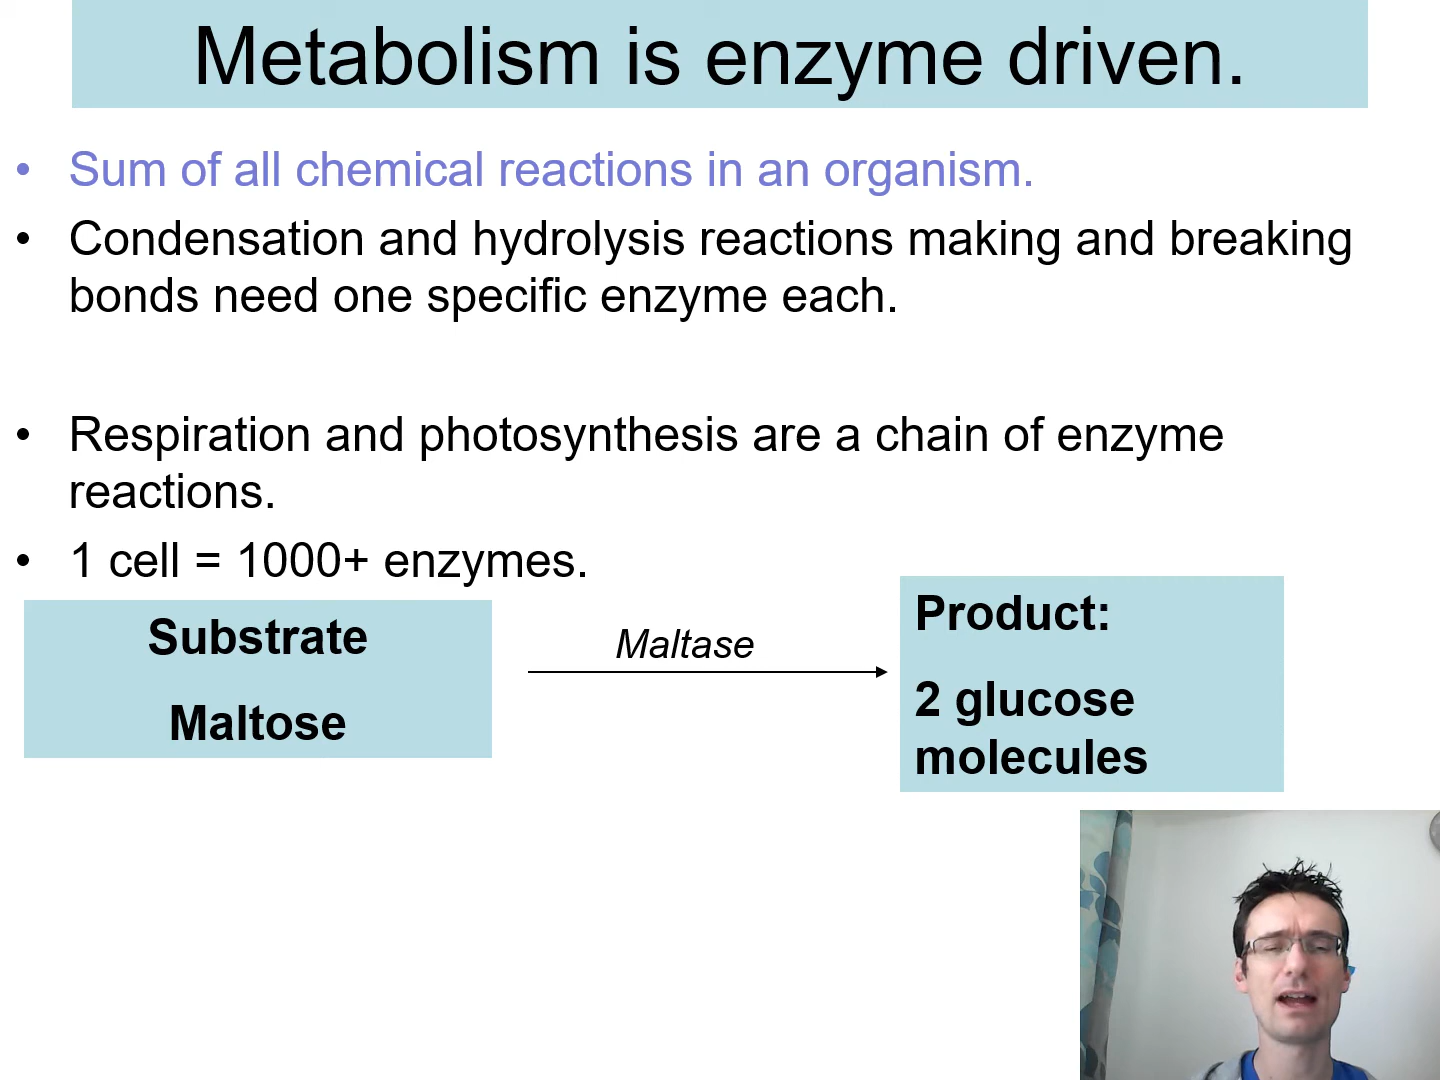 Metabolism is enzyme driven.
• Sum of all chemical reactions in an organism.
• Condensation and hydrolysis reactions making and breaking
bonds need one specific enzyme each.
• Respiration and photosynthesis are a chain of enzyme
reactions.
• 1 cell = 1000+ enzymes.
Substrate
Maltose
Maltase
Product:
2 glucose
molecules